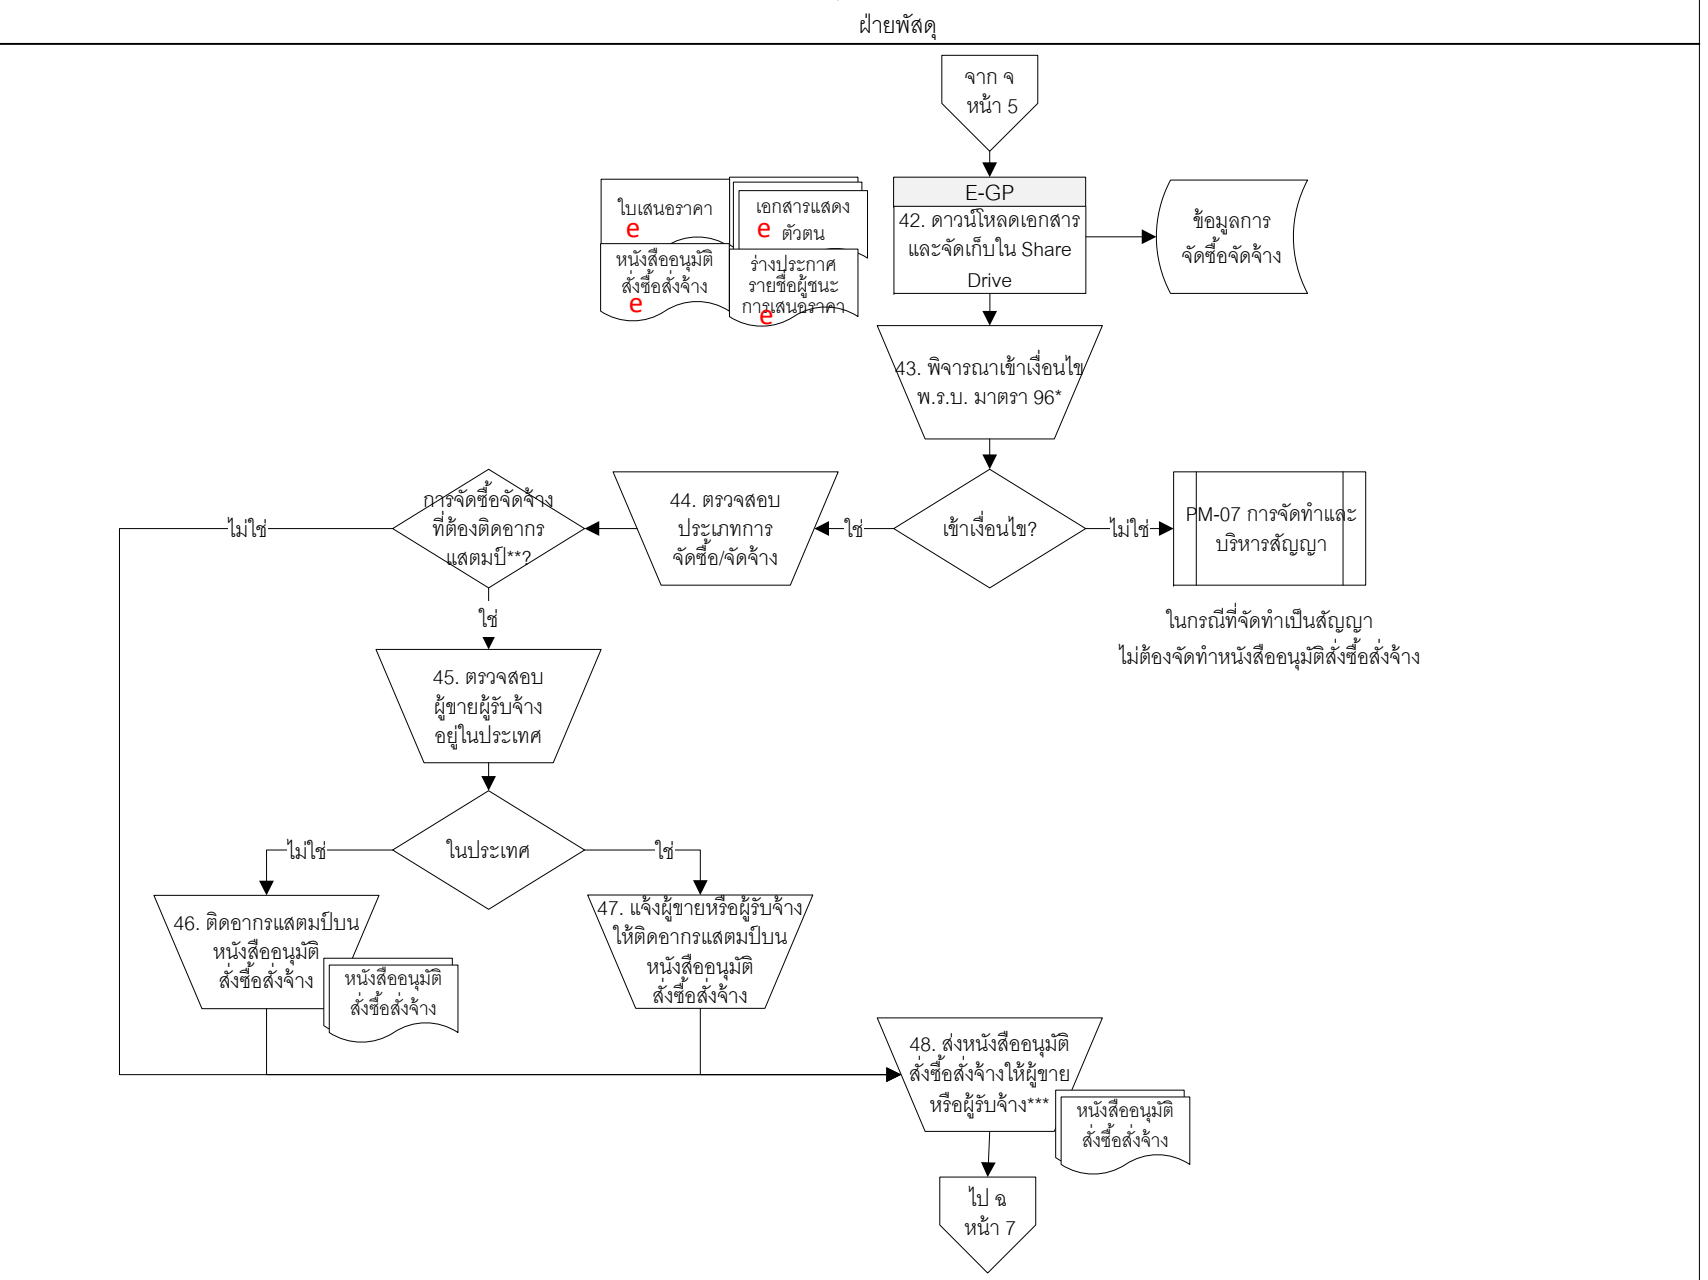 ฝ่ายพัสดุ
จาก จ
หน้า 5
E-GP
42. ดาวน์โหลดเอกสาร
และจัดเก็บใน Share
Drive
ข้อมูลการ
จัดซื้อจัดจ้าง
ใบเสนอราคา
e
เอกสารแสดง
e ตัวตน
หนังสืออนุมัติ
สั่งซื้อสั่งจ้าง
e
ร่างประกาศ
รายชื่อผู้ชนะ
การเสนอราคา
e
43. พิจารณาเข้าเงื่อนไข
พ.ร.บ. มาตรา 96*
เข้าเงื่อนไข?
ไม่ใช่
PM-07 การจัดทำและ
บริหารสัญญา
ในกรณีที่จัดทำเป็นสัญญา
ไม่ต้องจัดทำหนังสืออนุมัติสั่งซื้อสั่งจ้าง
ใช่
44. ตรวจสอบ
ประเภทการ
จัดซื้อ/จัดจ้าง
การจัดซื้อจัดจ้าง
ที่ต้องติดอากร
แสตมป์**?
ไม่ใช่
ใช่
45. ตรวจสอบ
ผู้ขายผู้รับจ้าง
อยู่ในประเทศ
ในประเทศ
ไม่ใช่
ใช่
46. ติดอากรแสตมป์บน
หนังสืออนุมัติ
สั่งซื้อสั่งจ้าง
หนังสืออนุมัติ
สั่งซื้อสั่งจ้าง
47. แจ้งผู้ขายหรือผู้รับจ้าง
ให้ติดอากรแสตมป์บน
หนังสืออนุมัติ
สั่งซื้อสั่งจ้าง
48. ส่งหนังสืออนุมัติ
สั่งซื้อสั่งจ้างให้ผู้ขาย
หรือผู้รับจ้าง***
หนังสืออนุมัติ
สั่งซื้อสั่งจ้าง
ไป ฉ
หน้า 7